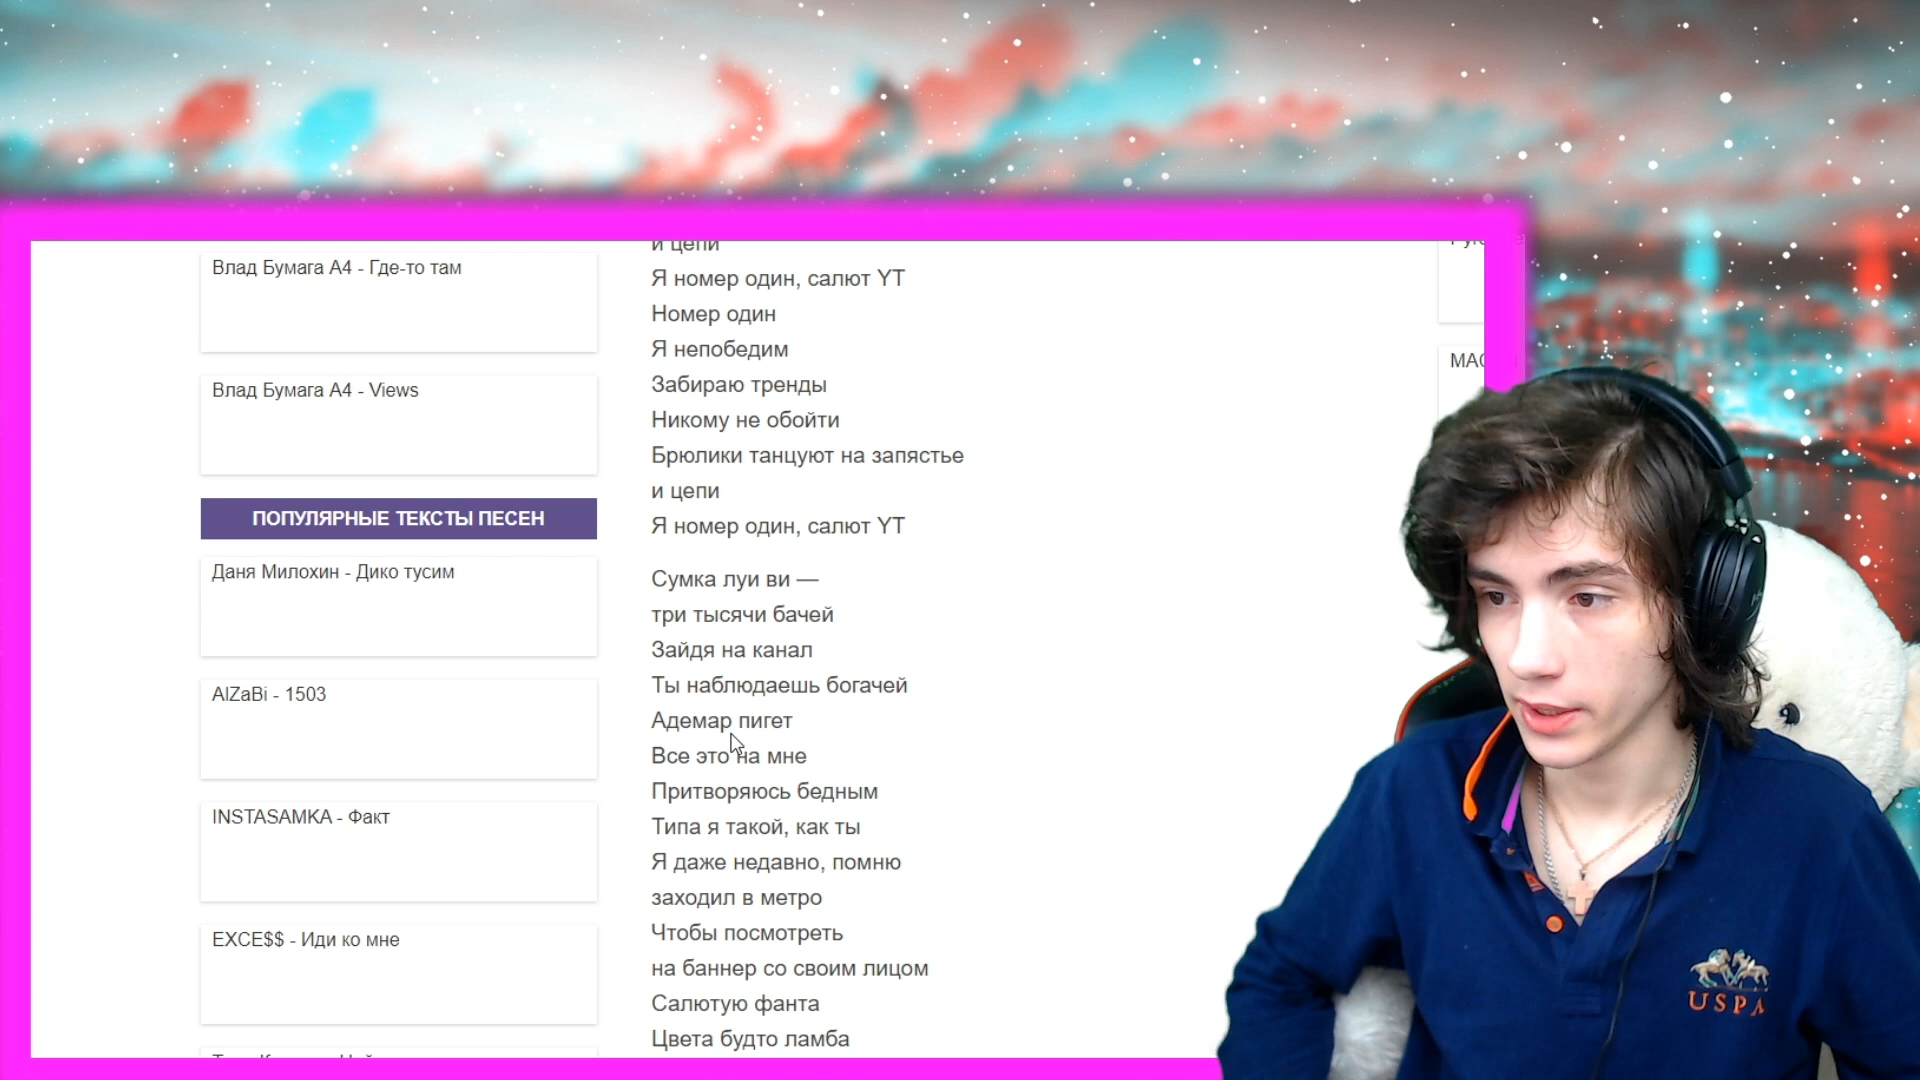 Влад Бумага А4 - Где-то там
Влад Бумага А4 - Views
ПОПУЛЯРНЫЕ ТЕКСТЫ ПЕСЕН
Даня Милохин - Дико тусим
AlZaBi - 1503
INSTASAMKA - Факт
EXCE$$ - Иди ко мне
и цепи
Я номер один, салют YT
Номер один
Я непобедим
Забираю тренды
Никому не обойти
Брюлики танцуют на запястье
и цепи
Я номер один, салют YT
Сумка луи ви —
три тысячи бачей
Зайдя на канал
Ты наблюдаешь богачей
Адемар пигет
Все это на мне
Притворяюсь бедным
Типа я такой, как ты
Я даже недавно, помню
заходил в метро
Чтобы посмотреть
на баннер со своим лицом
Салютую фанта
Цвета будто ламба
USPA